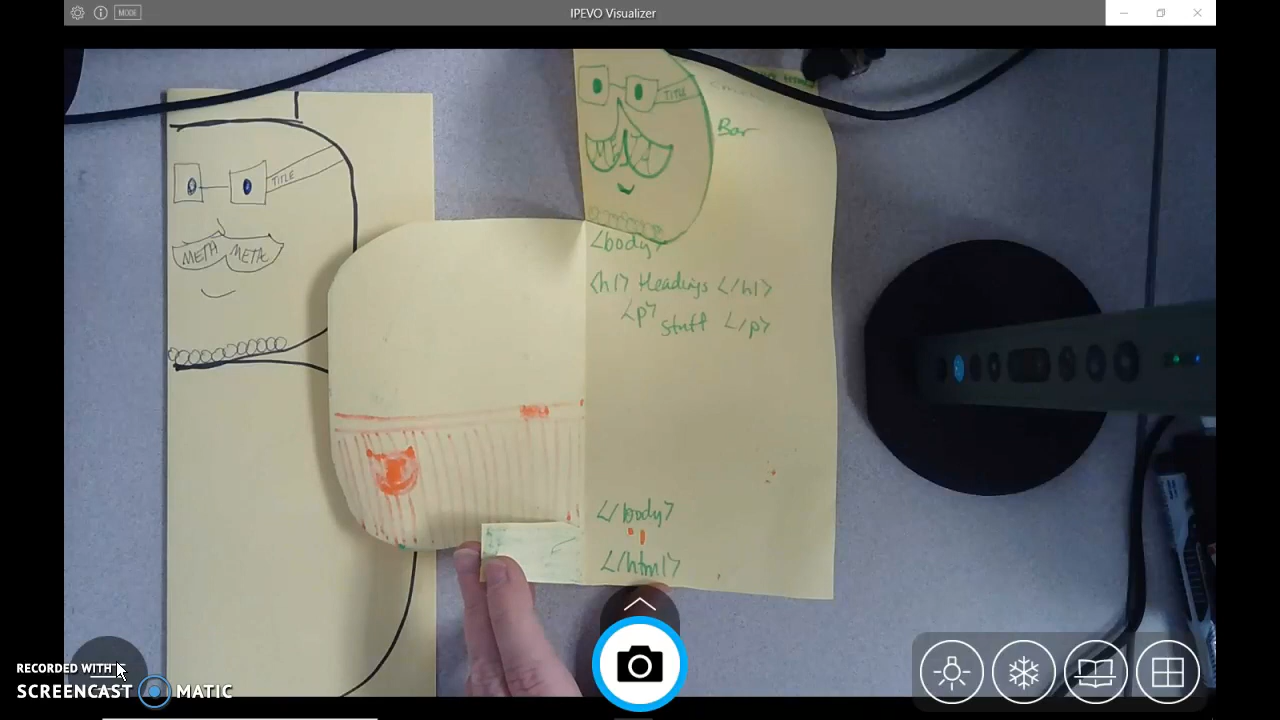 MODE
IPEVO Visualizer
TITLE
META META
TITLE
ME
Bar
<body>
<h1> Headings </h1>
<p> Stuff </p>
</body>
</html>
RECORDED WITH
SCREENCAST MATIC